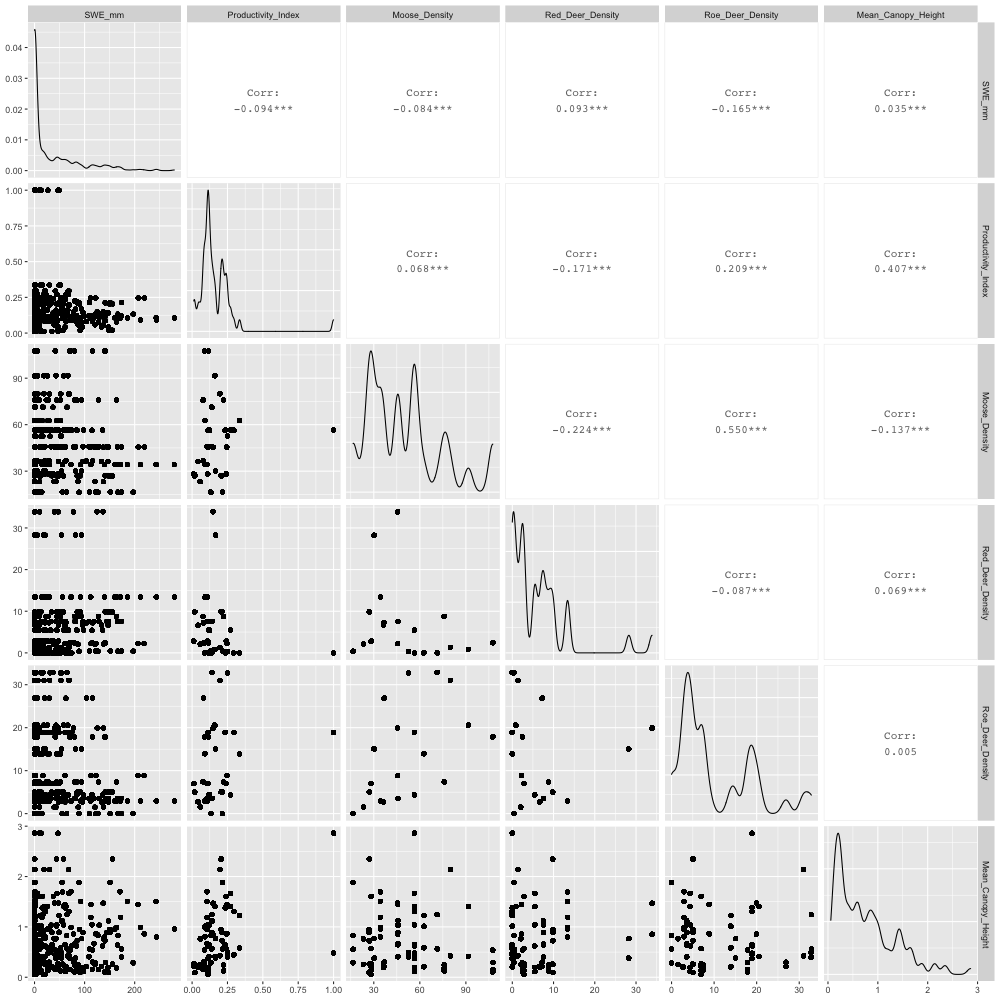 SWE_mm Productivity_Index Moose_Density Red_Deer_Density Roe_Deer_Density Mean_Canopy_Height
0.04
0.03
0.02
0.01
0.00
Corr:
-0.094***
Corr:
-0.084***
Corr:
0.093***
Corr:
-0.165***
Corr:
0.035***
SWE_mm
1.00
0.75
0.50
0.25
0.00
Corr:
0.068***
Corr:
-0.171***
Corr:
0.209***
Corr:
0.407***
Productivity_Index
90
60
30
Corr:
-0.224***
Corr:
0.550***
Corr:
-0.137***
Moose_Density
30
20
10
0
Corr:
-0.087***
Corr:
0.069***
Red_Deer_Density
30
20
10
0
Corr:
0.005
Roe_Deer_Density
3
2
1
0
Mean_Canopy_Height
0 100 200 0.00 0.25 0.50 0.75 1.00 30 60 90 0 10 20 30 0 10 20 30 0 1 2 3